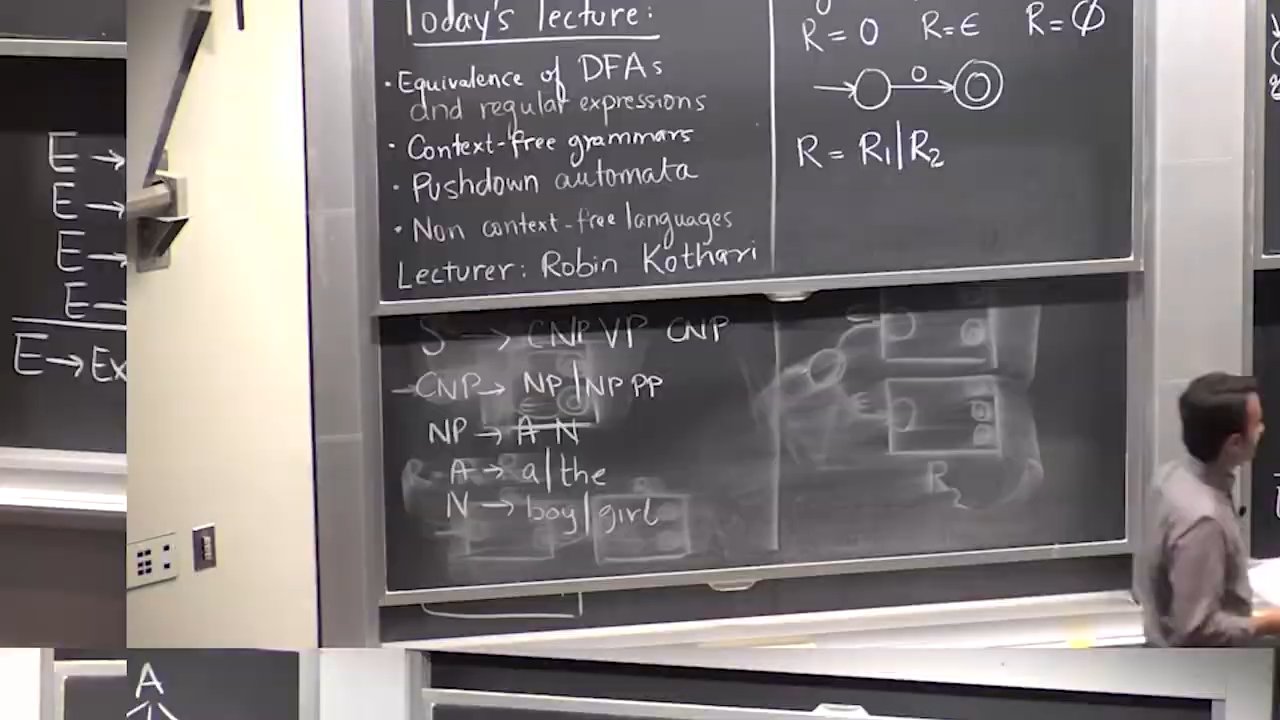 Today's lecture:
• Equivalence of DFAs
and regular expressions
• Context-free grammars
• Pushdown automata
• Non context-free languages
Lecturer: Robin Kothari
R = 0 R = ε R = ∅
0
R = R₁|R₂
E →
E →
E →
E →
E → Ex
S → CNP VP CNP
→ CNP → NP | NP PP
NP → A N
A → a | the
N → boy | girl
R₂
A